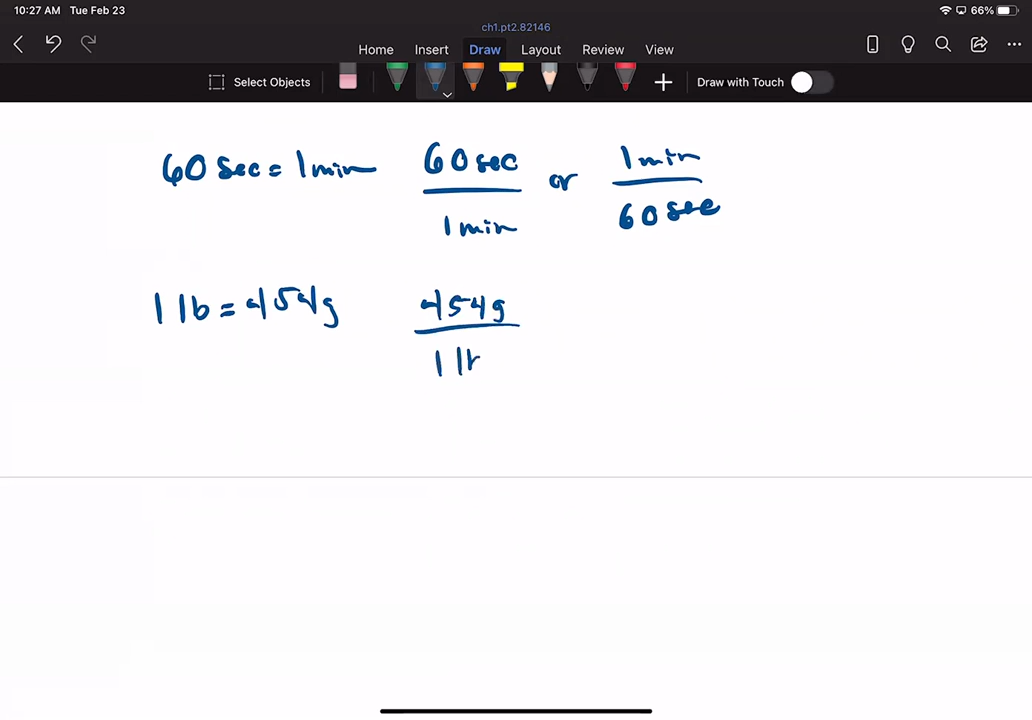 10:27 AM Tue Feb 23
66%
ch1.pt2.82146
Home Insert Draw Layout Review View
Select Objects
Draw with Touch
60 sec = 1 min 60 sec / 1 min or 1 min / 60 sec
1 lb = 454g 454g / 1 lb